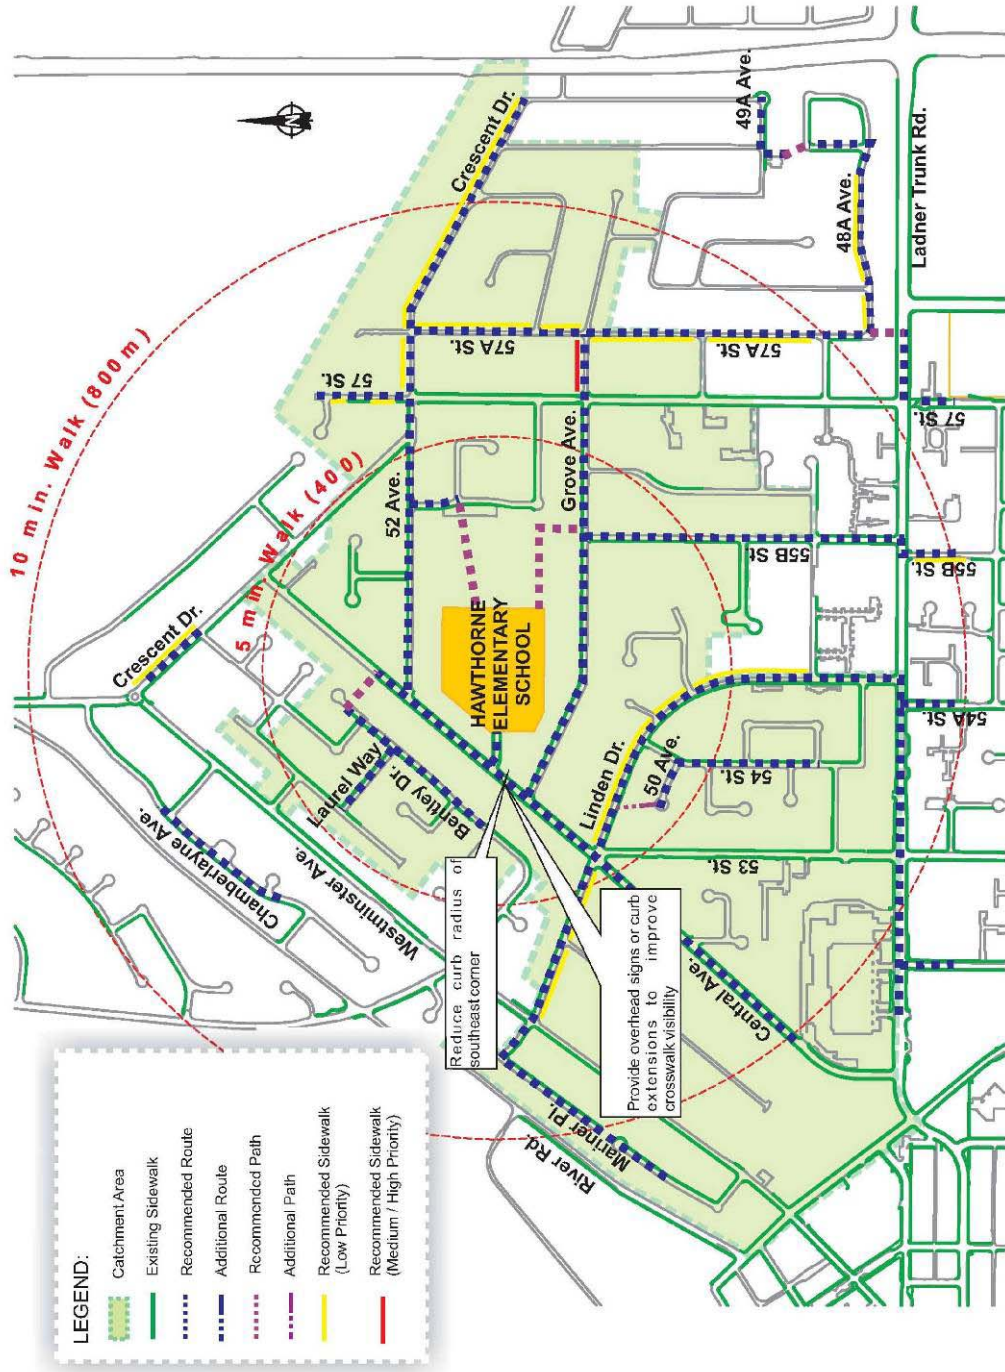 LEGEND:
Catchment Area
Existing Sidewalk
Recommended Route
Additional Route
Recommended Path
Additional Path
Recommended Sidewalk
(Low Priority)
Recommended Sidewalk
(Medium / High Priority)
10 min. Walk (800m)
5 min. Walk (400)
N
HAWTHORNE
ELEMENTARY
SCHOOL
Reduce curb radius of
southeast corner
Provide overhead signs or curb
extensions to improve
crosswalk visibility
Crescent Dr.
Crescent Dr.
Chamberlayne Ave.
Westminster Ave.
Laurel Way
Bentley Dr.
52 Ave.
57 St.
57A St.
57A St.
Grove Ave.
49A Ave.
48A Ave.
Ladner Trunk Rd.
57 St.
55B St.
55B St.
54A St.
54 St.
50 Ave.
Linden Dr.
53 St.
Central Ave.
Mariner Pl.
River Rd.